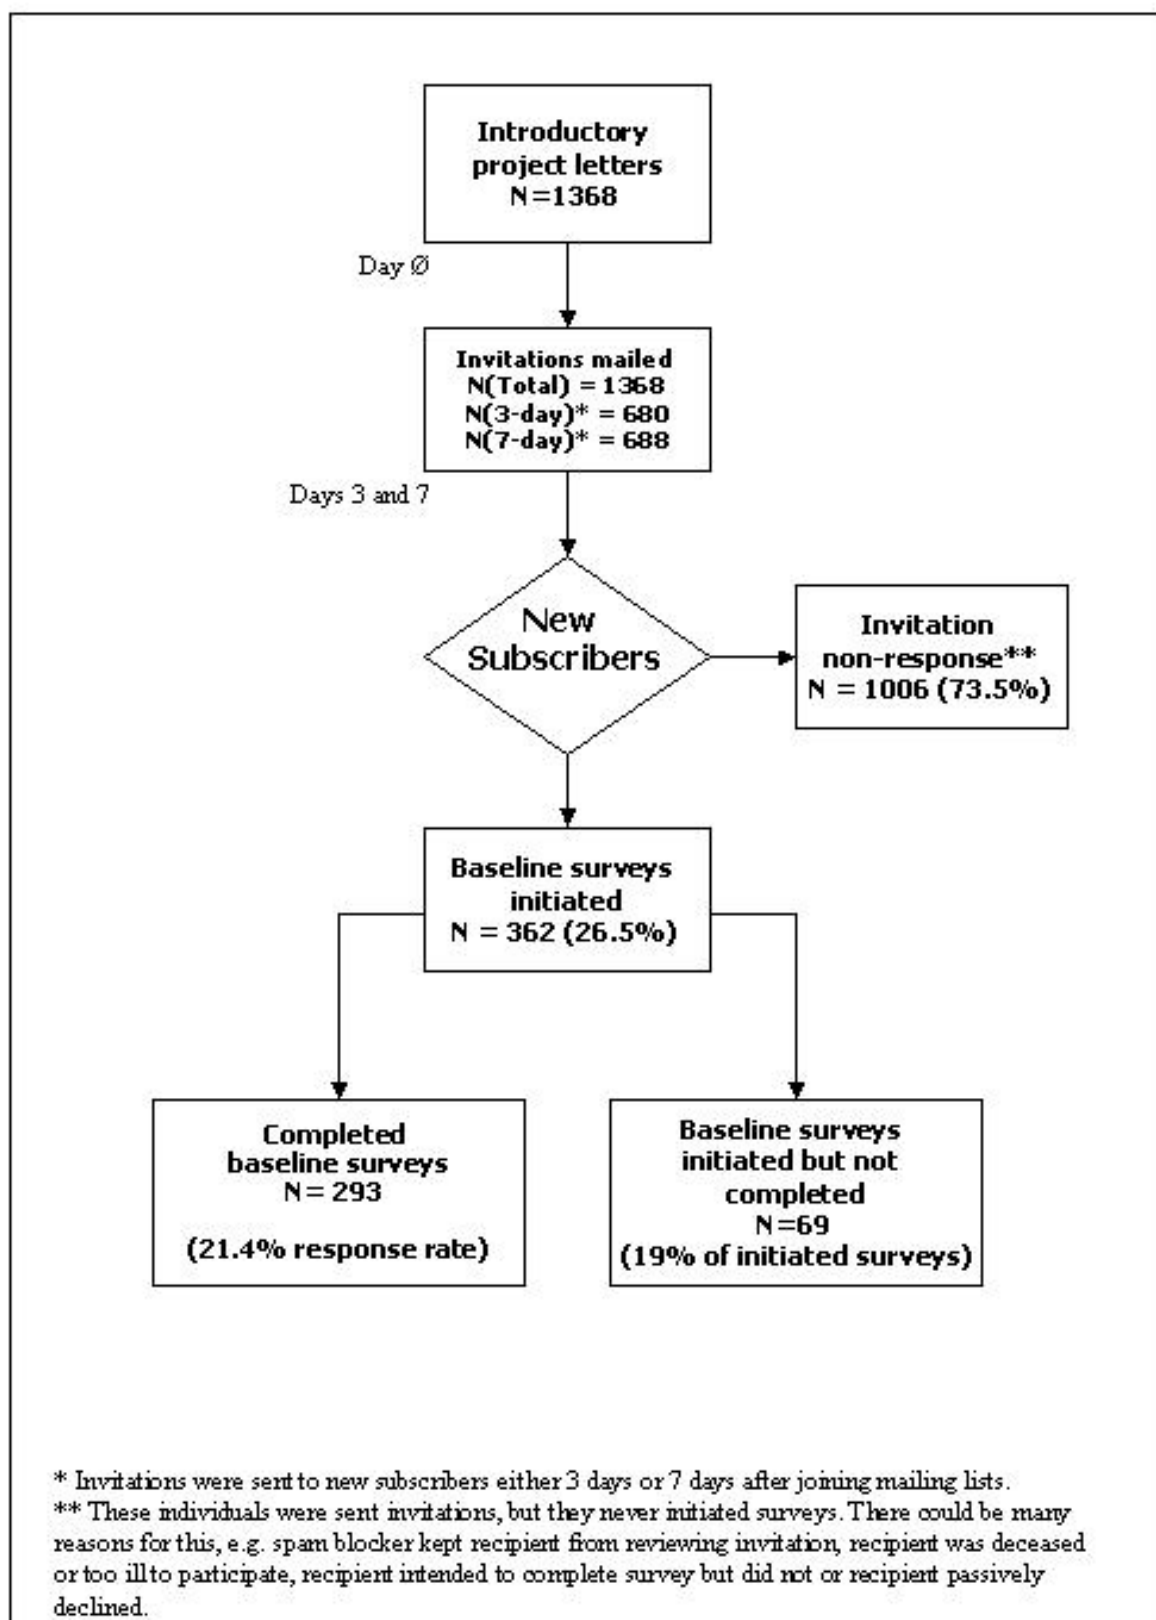 Introductory
project letters
N=1368
Day Ø
Invitations mailed
N(Total) = 1368
N(3-day)* = 680
N(7-day)* = 688
Days 3 and 7
New
Subscribers
Invitation
non-response**
N = 1006 (73.5%)
Baseline surveys
initiated
N = 362 (26.5%)
Completed
baseline surveys
N= 293
(21.4% response rate)
Baseline surveys
initiated but not
completed
N=69
(19% of initiated surveys)
* Invitations were sent to new subscribers either 3 days or 7 days after joining mailing lists.
** These individuals were sent invitations, but they never initiated surveys. There could be many
reasons for this, e.g. spam blocker kept recipient from reviewing invitation, recipient was deceased
or too ill to participate, recipient intended to complete survey but did not or recipient passively
declined.